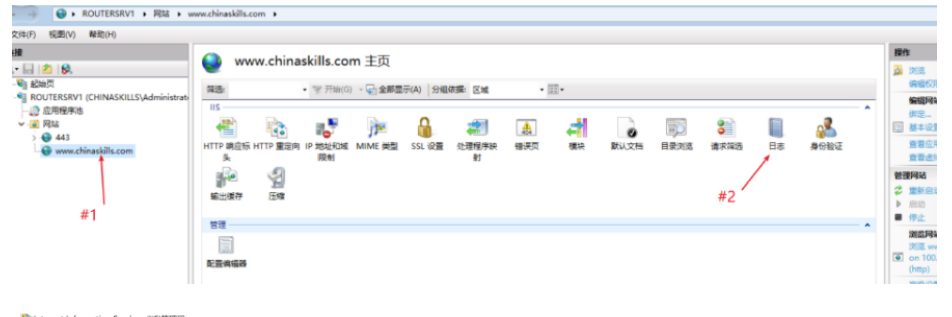 ROUTERSRV1 ▸ 网站 ▸ www.chinaskills.com ▸
文件(F) 视图(V) 帮助(H)
起始页
ROUTERSRV1 (CHINASKILLS\Administrat
应用程序池
网站
443
www.chinaskills.com
#1
www.chinaskills.com 主页
筛选: 开始(G) 全部显示(A) 分组依据: 区域
IIS
HTTP 响应标头 HTTP 重定向 IP 地址和域限制 MIME 类型 SSL 设置 处理程序映射 错误页 模块 默认文档 目录浏览 请求筛选 日志 身份验证
输出缓存 压缩
#2
管理
配置编辑器
操作
浏览
编辑权限
编辑网站
绑定...
基本设置
查看应用
查看虚拟
管理网站
重新启动
启动
停止
浏览网站
浏览 ww
on 100.
(http)